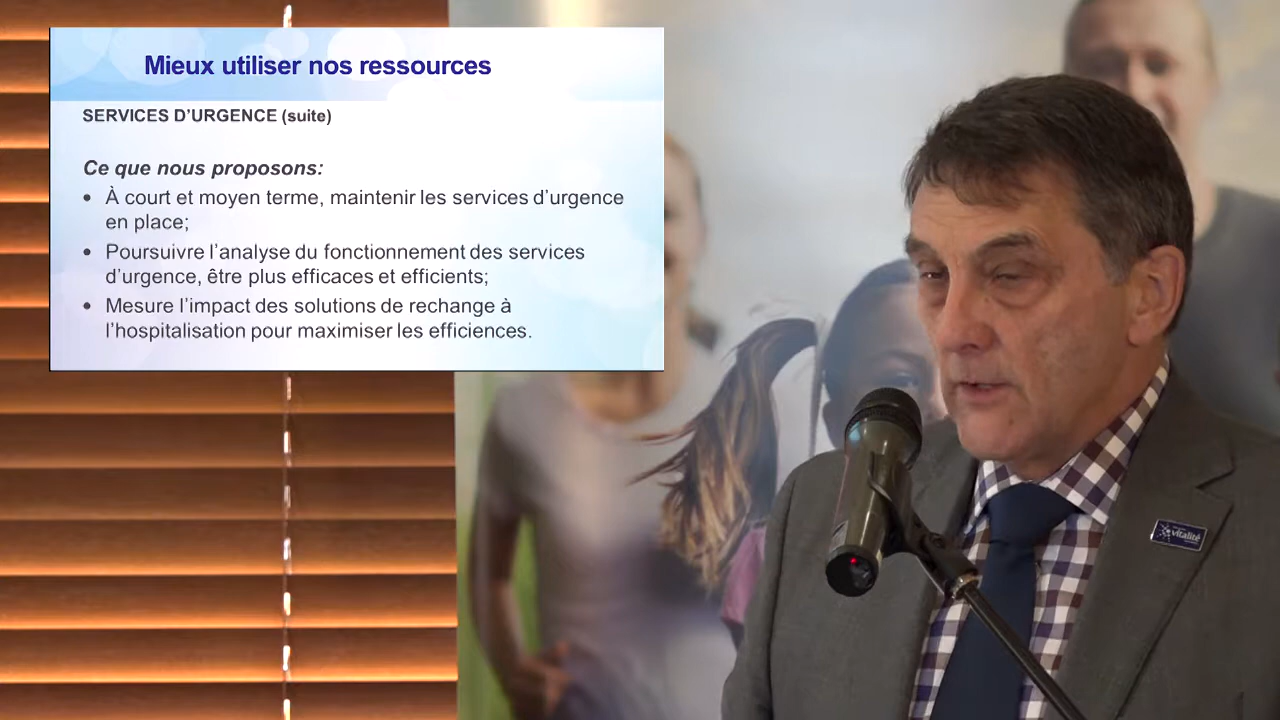 Mieux utiliser nos ressources
SERVICES D’URGENCE (suite)
Ce que nous proposons:
• À court et moyen terme, maintenir les services d’urgence
en place;
• Poursuivre l’analyse du fonctionnement des services
d’urgence, être plus efficaces et efficients;
• Mesure l’impact des solutions de rechange à
l’hospitalisation pour maximiser les efficiences.
vitalité